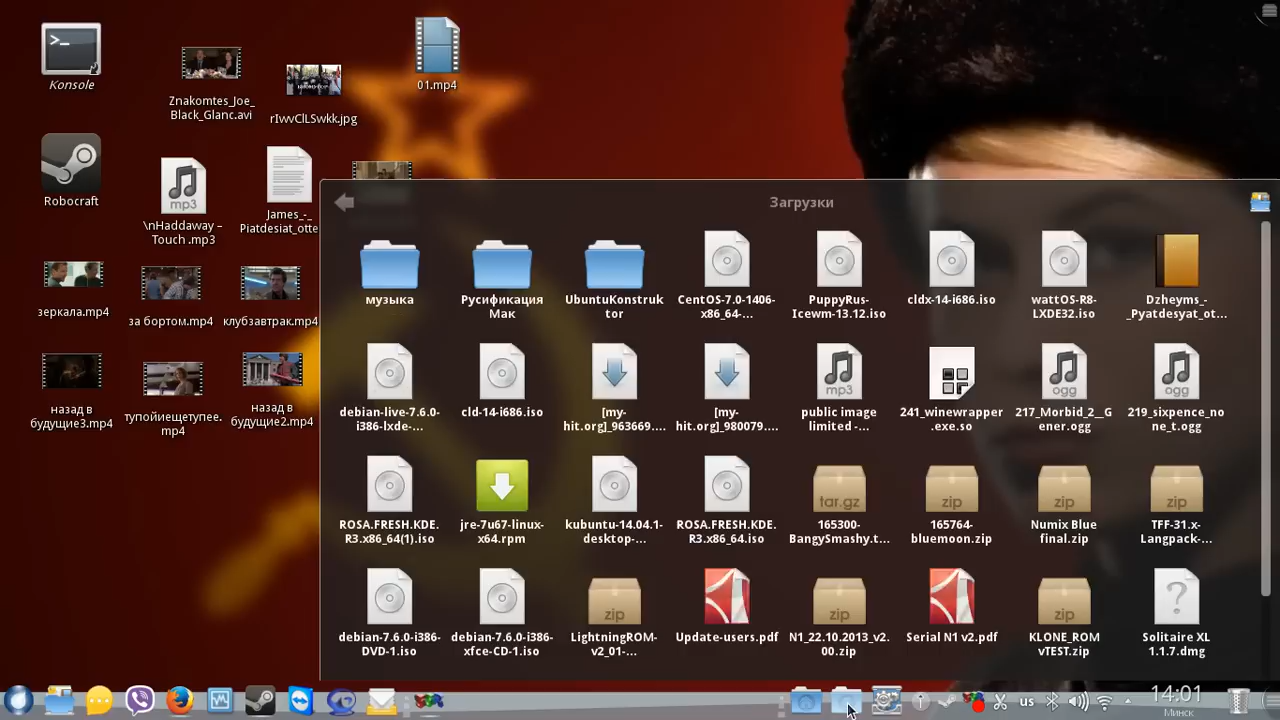 Konsole
Znakomtes_Joe_
Black_Glanc.avi
rIwvClLSwkk.jpg
01.mp4
Robocraft
\nHaddaway –
Touch .mp3
James_-_
Piatdesiat_otte
зеркала.mp4
за бортом.mp4
клубзавтрак.mp4
назад в
будущие3.mp4
тупойиещетупее.
mp4
назад в
будущие2.mp4
Загрузки
музыка
Русификация
Мак
UbuntuKonstruk
tor
CentOS-7.0-1406-
x86_64-...
PuppyRus-
Icewm-13.12.iso
cldx-14-i686.iso
wattOS-R8-
LXDE32.iso
Dzheyms_-
_Pyatdesyat_ot...
debian-live-7.6.0-
i386-lxde-...
cld-14-i686.iso
[my-
hit.org]_963669....
[my-
hit.org]_980079....
mp3
public image
limited -...
241_winewrapper
.exe.so
ogg
217_Morbid_2__G
ener.ogg
ogg
219_sixpence_no
ne_t.ogg
ROSA.FRESH.KDE.
R3.x86_64(1).iso
jre-7u67-linux-
x64.rpm
kubuntu-14.04.1-
desktop-...
ROSA.FRESH.KDE.
R3.x86_64.iso
tar.gz
165300-
BangySmashy.t...
zip
165764-
bluemoon.zip
zip
Numix Blue
final.zip
zip
TFF-31.x-
Langpack-...
debian-7.6.0-i386-
DVD-1.iso
debian-7.6.0-i386-
xfce-CD-1.iso
zip
LightningROM-
v2_01-...
Update-users.pdf
zip
N1_22.10.2013_v2.
00.zip
Serial N1 v2.pdf
zip
KLONE_ROM
vTEST.zip
Solitaire XL
1.1.7.dmg
us
14:01
Минск